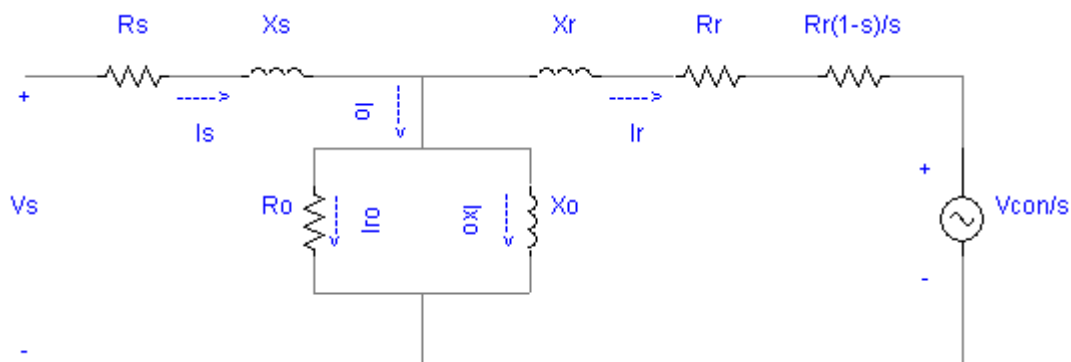 Rs Xs Xr Rr Rr(1-s)/s
+ Io
Is Ir
+
Vs Ro Iro Ixo Xo Vcon/s
-
-